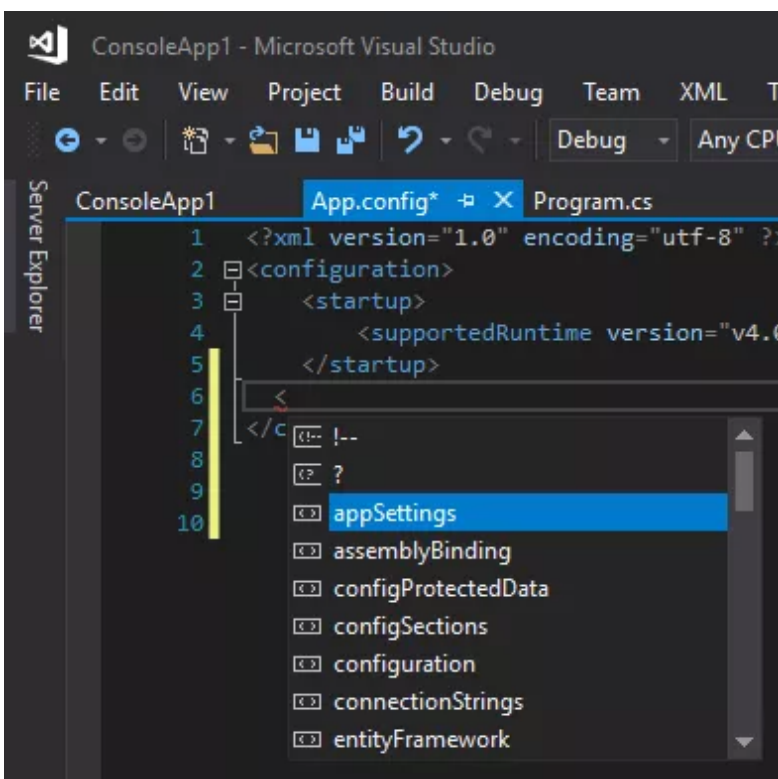 ConsoleApp1 - Microsoft Visual Studio
File Edit View Project Build Debug Team XML T
Debug Any CPU
Server Explorer
ConsoleApp1 App.config* Program.cs
1 <?xml version="1.0" encoding="utf-8" ?>
2 <configuration>
3 <startup>
4 <supportedRuntime version="v4.0
5 </startup>
6 <
7 </c
8
9
10
!--
?
appSettings
assemblyBinding
configProtectedData
configSections
configuration
connectionStrings
entityFramework